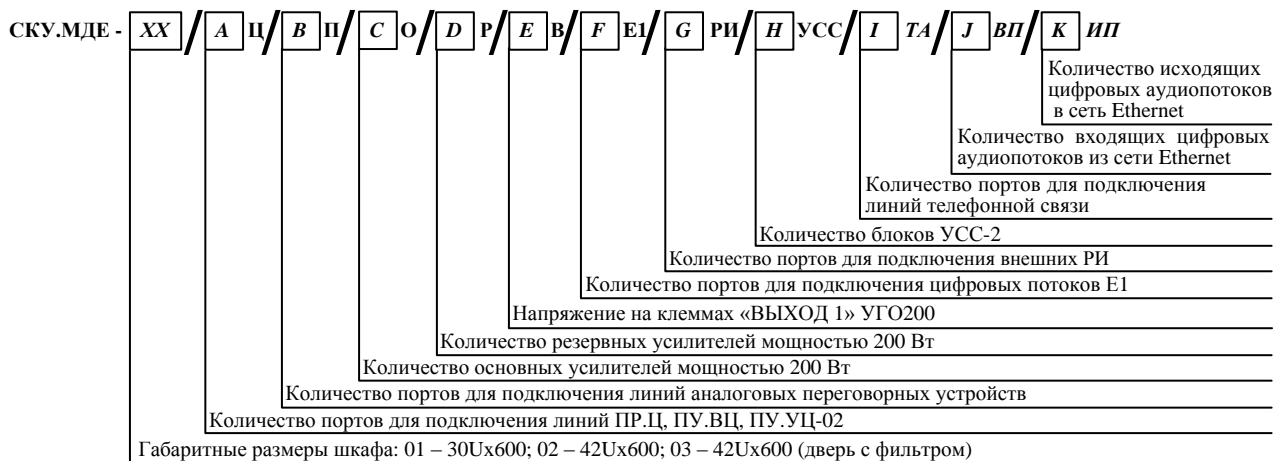 СКУ.МДЕ - XX / A Ц/ B П/ C О/ D Р/ E В/ F Е1/ G РИ/ H УСС/ I ТА/ J ВП/ K ИП
Количество исходящих
цифровых аудиопотоков
в сеть Ethernet
Количество входящих цифровых
аудиопотоков из сети Ethernet
Количество портов для подключения
линий телефонной связи
Количество блоков УСС-2
Количество портов для подключения внешних РИ
Количество портов для подключения цифровых потоков Е1
Напряжение на клеммах «ВЫХОД 1» УГО200
Количество резервных усилителей мощностью 200 Вт
Количество основных усилителей мощностью 200 Вт
Количество портов для подключения линий аналоговых переговорных устройств
Количество портов для подключения линий ПР.Ц, ПУ.ВЦ, ПУ.УЦ-02
Габаритные размеры шкафа: 01 – 30Ux600; 02 – 42Ux600; 03 – 42Ux600 (дверь с фильтром)